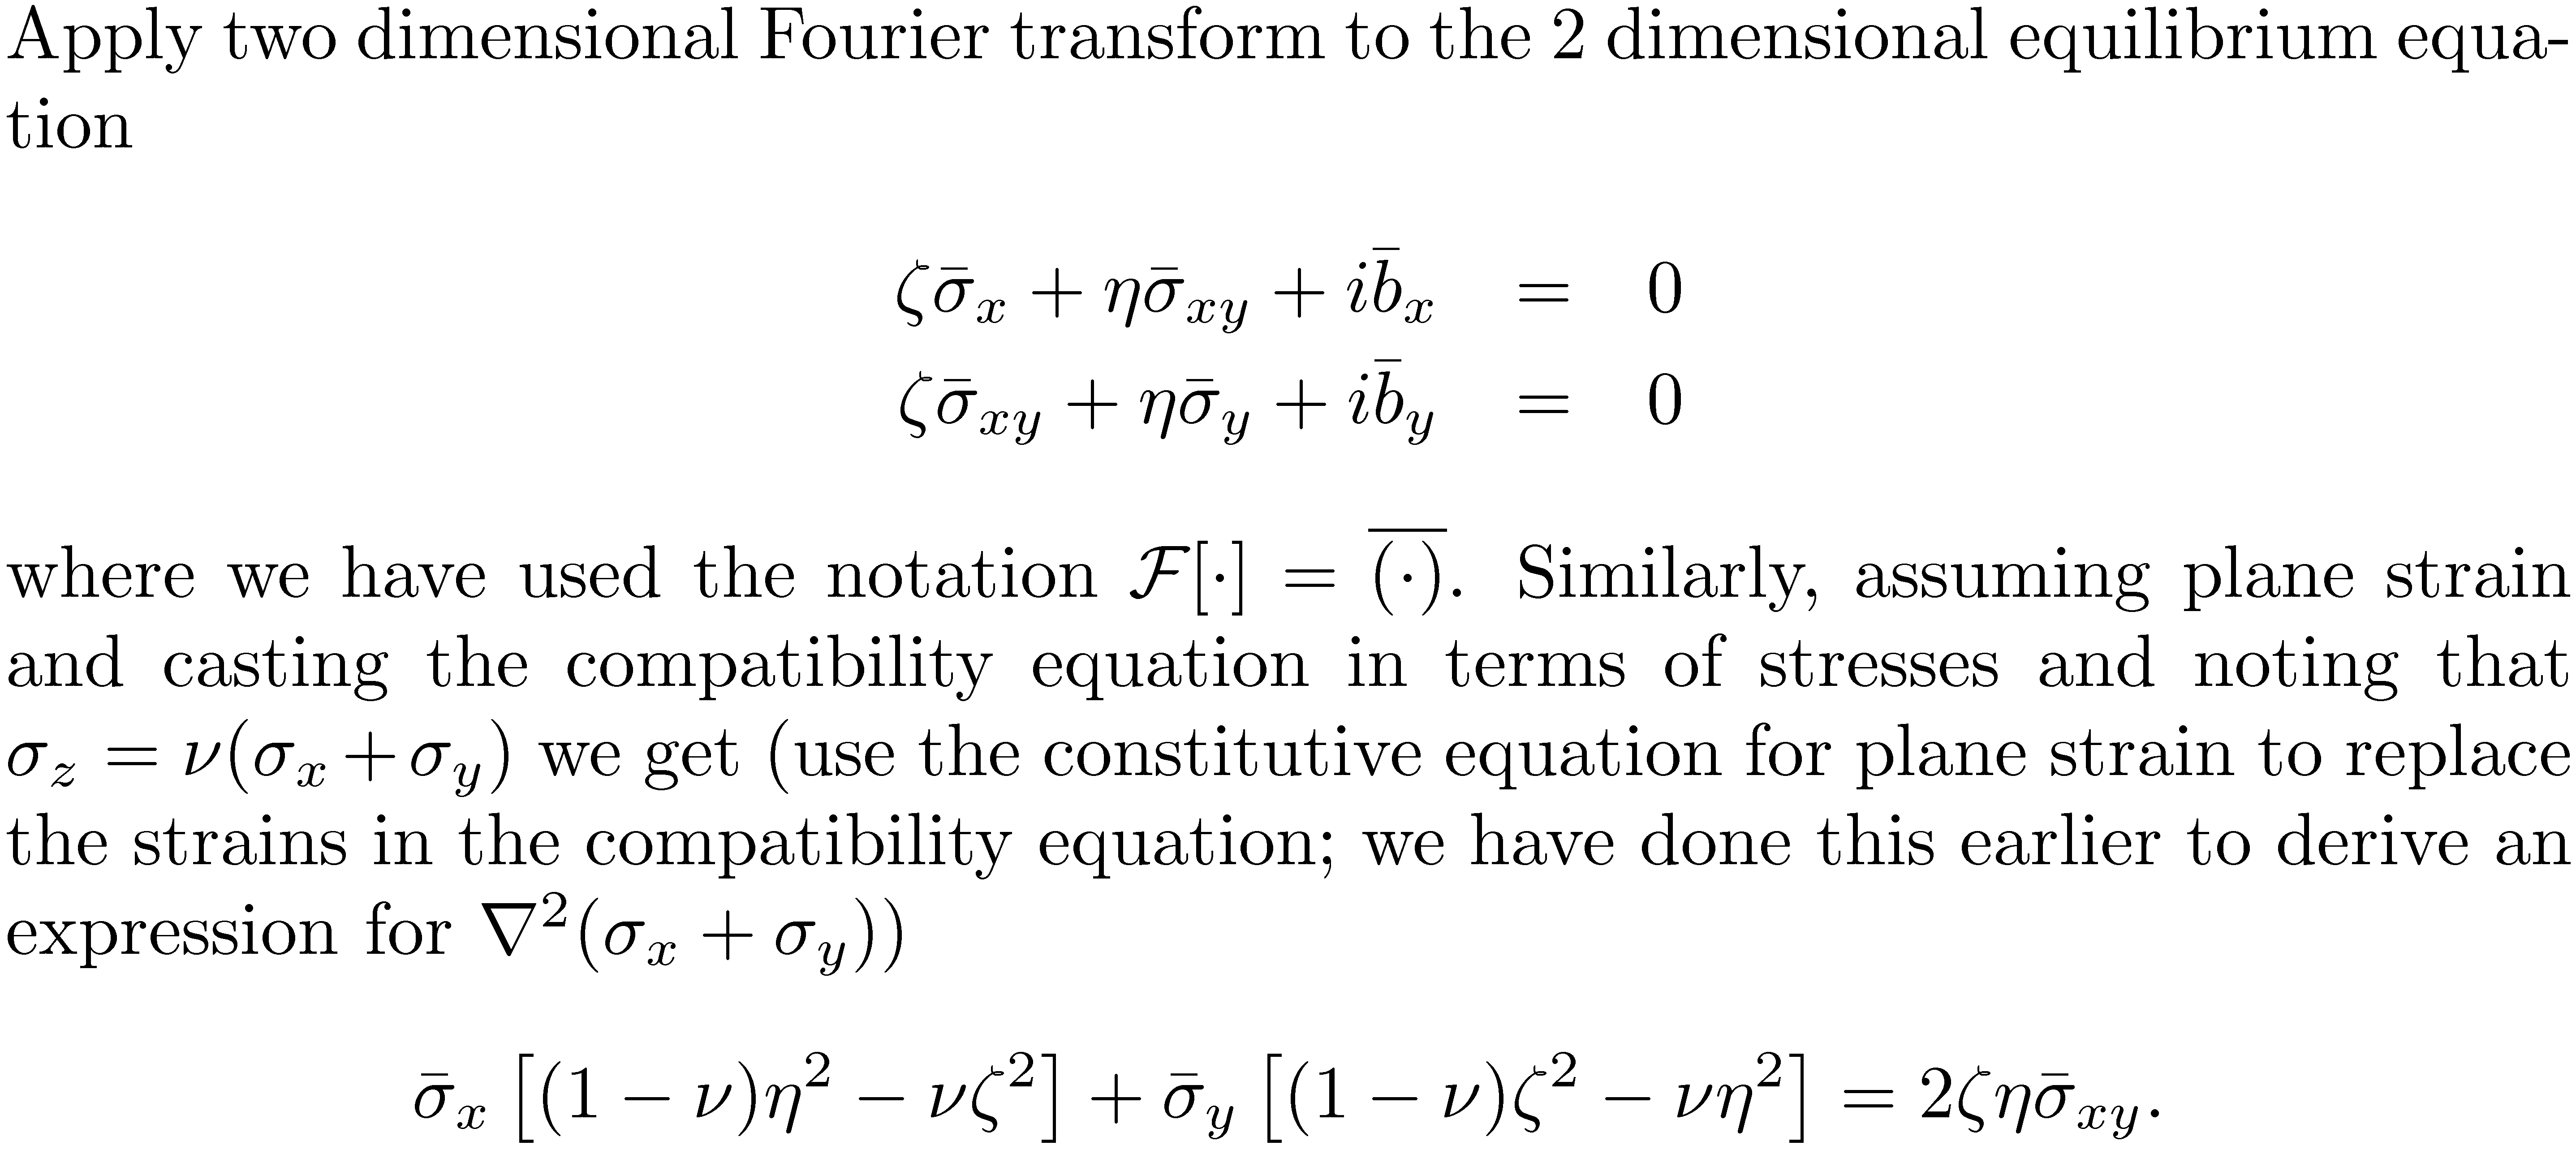 Apply two dimensional Fourier transform to the 2 dimensional equilibrium equa-
tion
ζσ̄_x + ησ̄_{xy} + ib̄_x = 0
ζσ̄_{xy} + ησ̄_y + ib̄_y = 0
where we have used the notation ℱ[·] = \overline{(·)}. Similarly, assuming plane strain
and casting the compatibility equation in terms of stresses and noting that
σ_z = ν(σ_x + σ_y) we get (use the constitutive equation for plane strain to replace
the strains in the compatibility equation; we have done this earlier to derive an
expression for ∇²(σ_x + σ_y))
σ̄_x [(1 − ν)η² − νζ²] + σ̄_y [(1 − ν)ζ² − νη²] = 2ζησ̄_{xy}.